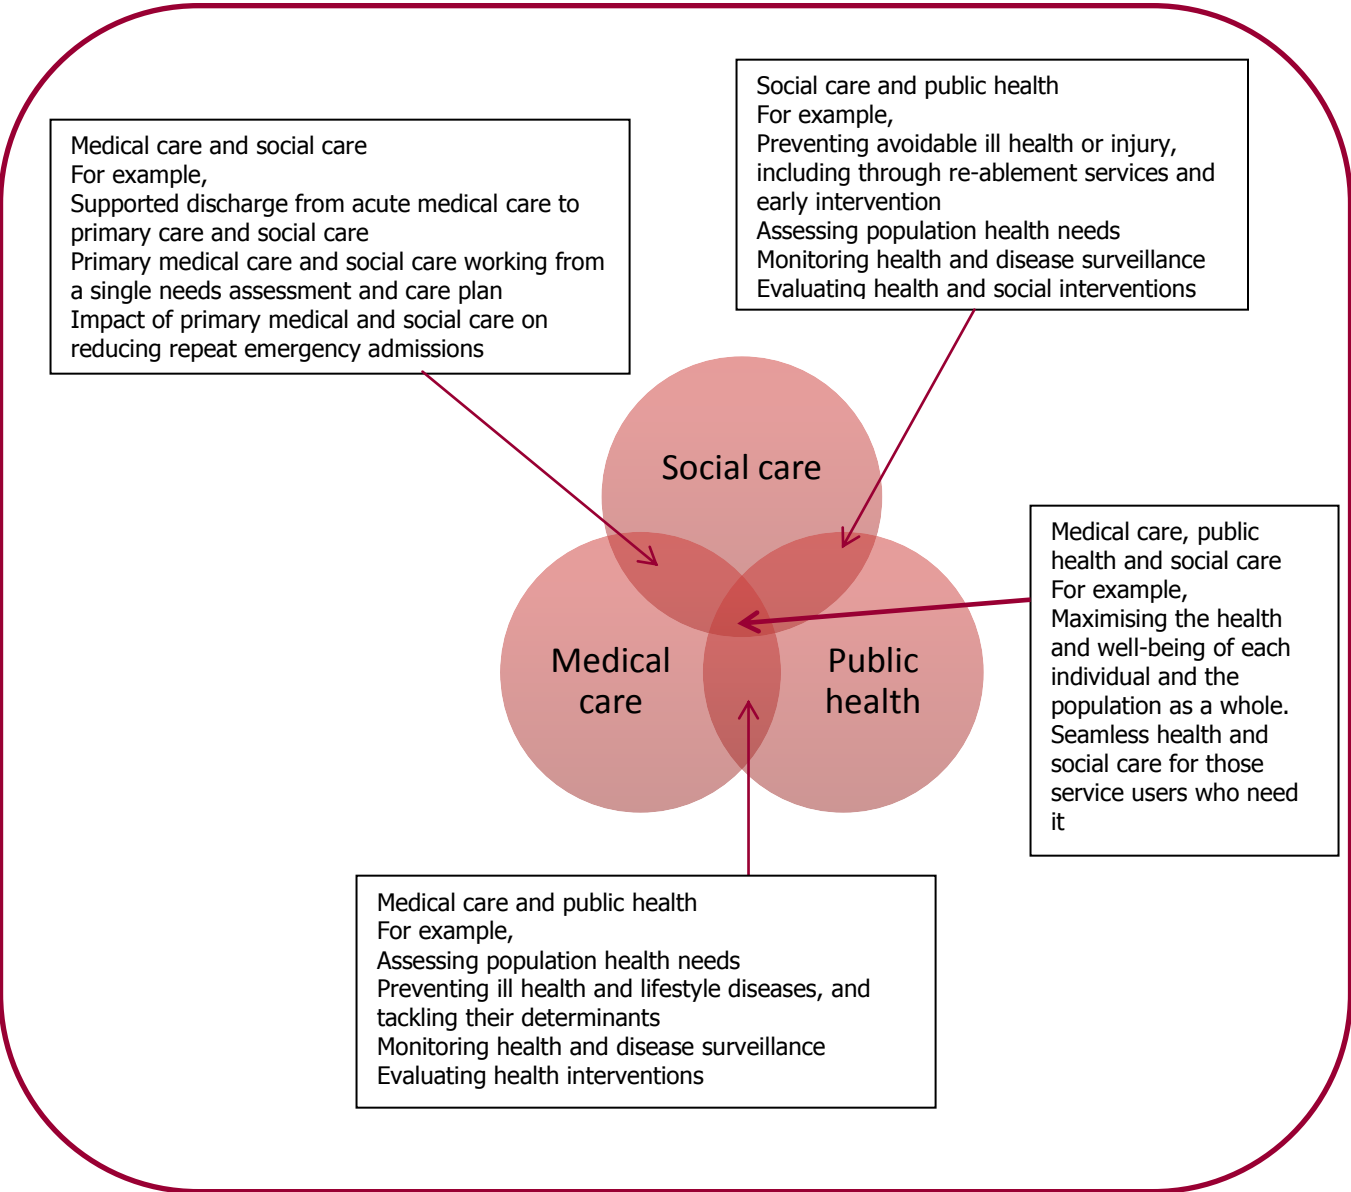 Social care and public health
For example,
Preventing avoidable ill health or injury,
including through re-ablement services and
early intervention
Assessing population health needs
Monitoring health and disease surveillance
Evaluating health and social interventions
Medical care and social care
For example,
Supported discharge from acute medical care to
primary care and social care
Primary medical care and social care working from
a single needs assessment and care plan
Impact of primary medical and social care on
reducing repeat emergency admissions
Social care
Medical
care
Public
health
Medical care, public
health and social care
For example,
Maximising the health
and well-being of each
individual and the
population as a whole.
Seamless health and
social care for those
service users who need
it
Medical care and public health
For example,
Assessing population health needs
Preventing ill health and lifestyle diseases, and
tackling their determinants
Monitoring health and disease surveillance
Evaluating health interventions